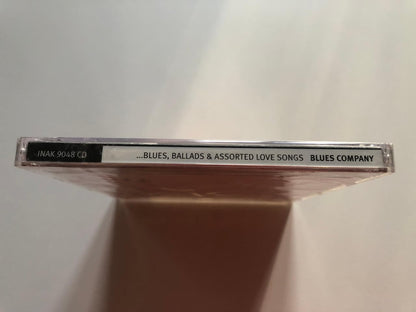 INAK 9048 CD ...BLUES, BALLADS & ASSORTED LOVE SONGS BLUES COMPANY